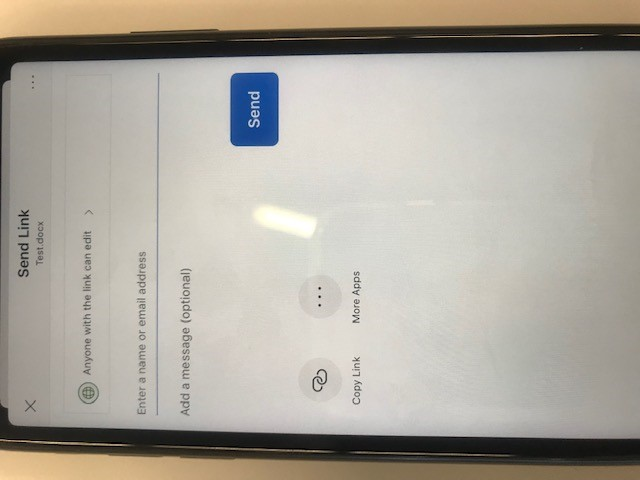 Send Link
Test.docx
Anyone with the link can edit
Enter a name or email address
Add a message (optional)
Send
Copy Link
More Apps